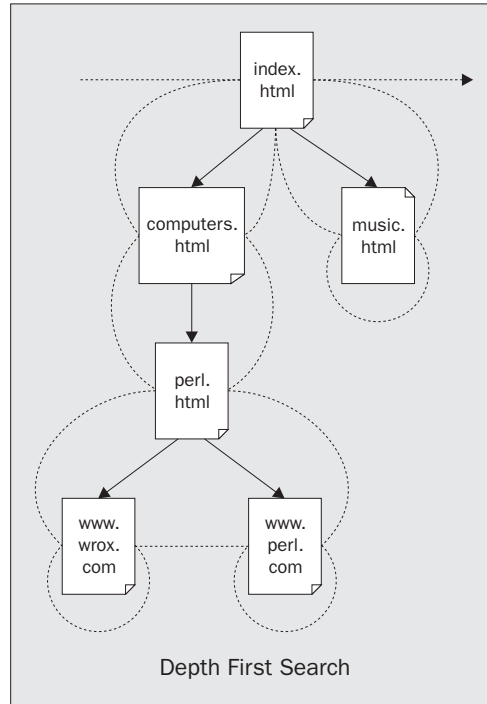 index.
html
computers.
html
music.
html
perl.
html
www.
wrox.
com
www.
perl.
com
Depth First Search